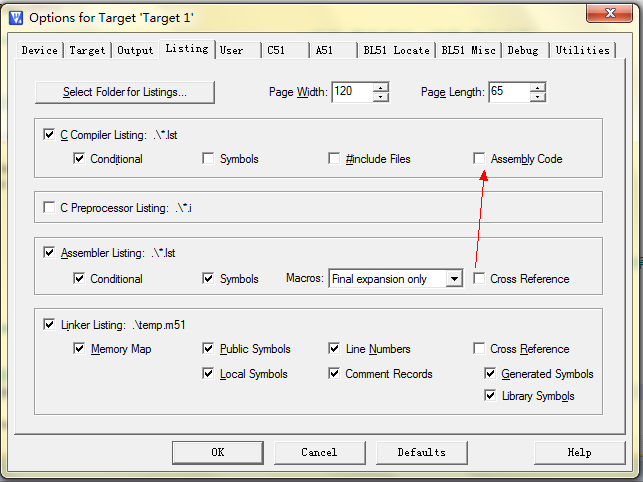 Options for Target 'Target 1'
Device Target Output Listing User C51 A51 BL51 Locate BL51 Misc Debug Utilities
Select Folder for Listings... Page Width: 120 Page Length: 65
C Compiler Listing: .\*.lst
Conditional Symbols #include Files Assembly Code
C Preprocessor Listing: .\*.i
Assembler Listing: .\*.lst
Conditional Symbols Macros: Final expansion only Cross Reference
Linker Listing: .\temp.m51
Memory Map Public Symbols Line Numbers Cross Reference
Local Symbols Comment Records Generated Symbols
Library Symbols
OK Cancel Defaults Help